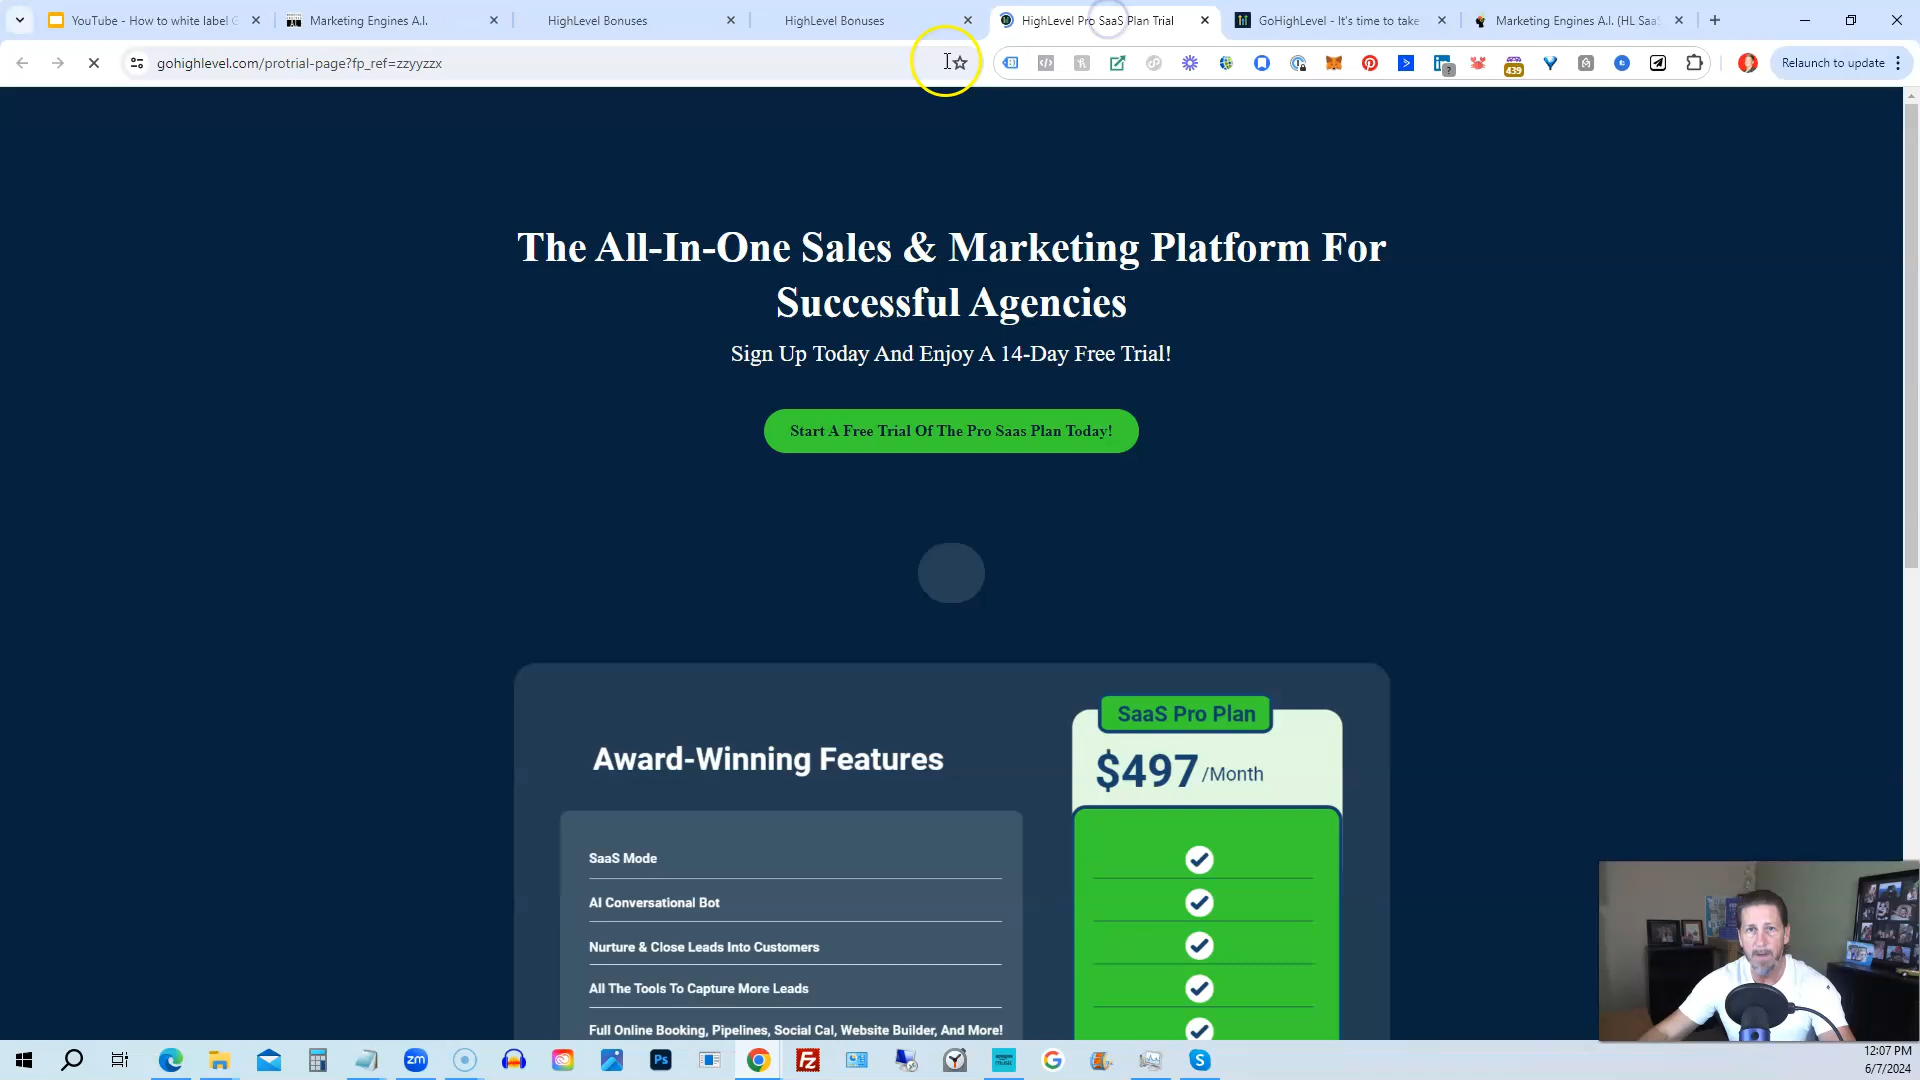 YouTube - How to white label G
Marketing Engines A.I.
HighLevel Bonuses
HighLevel Bonuses
HighLevel Pro SaaS Plan Trial
GoHighLevel - It's time to take
Marketing Engines A.I. (HL SaaS
gohighlevel.com/protrial-page?fp_ref=zzyyzzx
439
Relaunch to update
The All-In-One Sales & Marketing Platform For
Successful Agencies
Sign Up Today And Enjoy A 14-Day Free Trial!
Start A Free Trial Of The Pro Saas Plan Today!
SaaS Pro Plan
Award-Winning Features
$497 /Month
SaaS Mode
AI Conversational Bot
Nurture & Close Leads Into Customers
All The Tools To Capture More Leads
Full Online Booking, Pipelines, Social Cal, Website Builder, And More!
zm
Ps
12:07 PM
6/7/2024